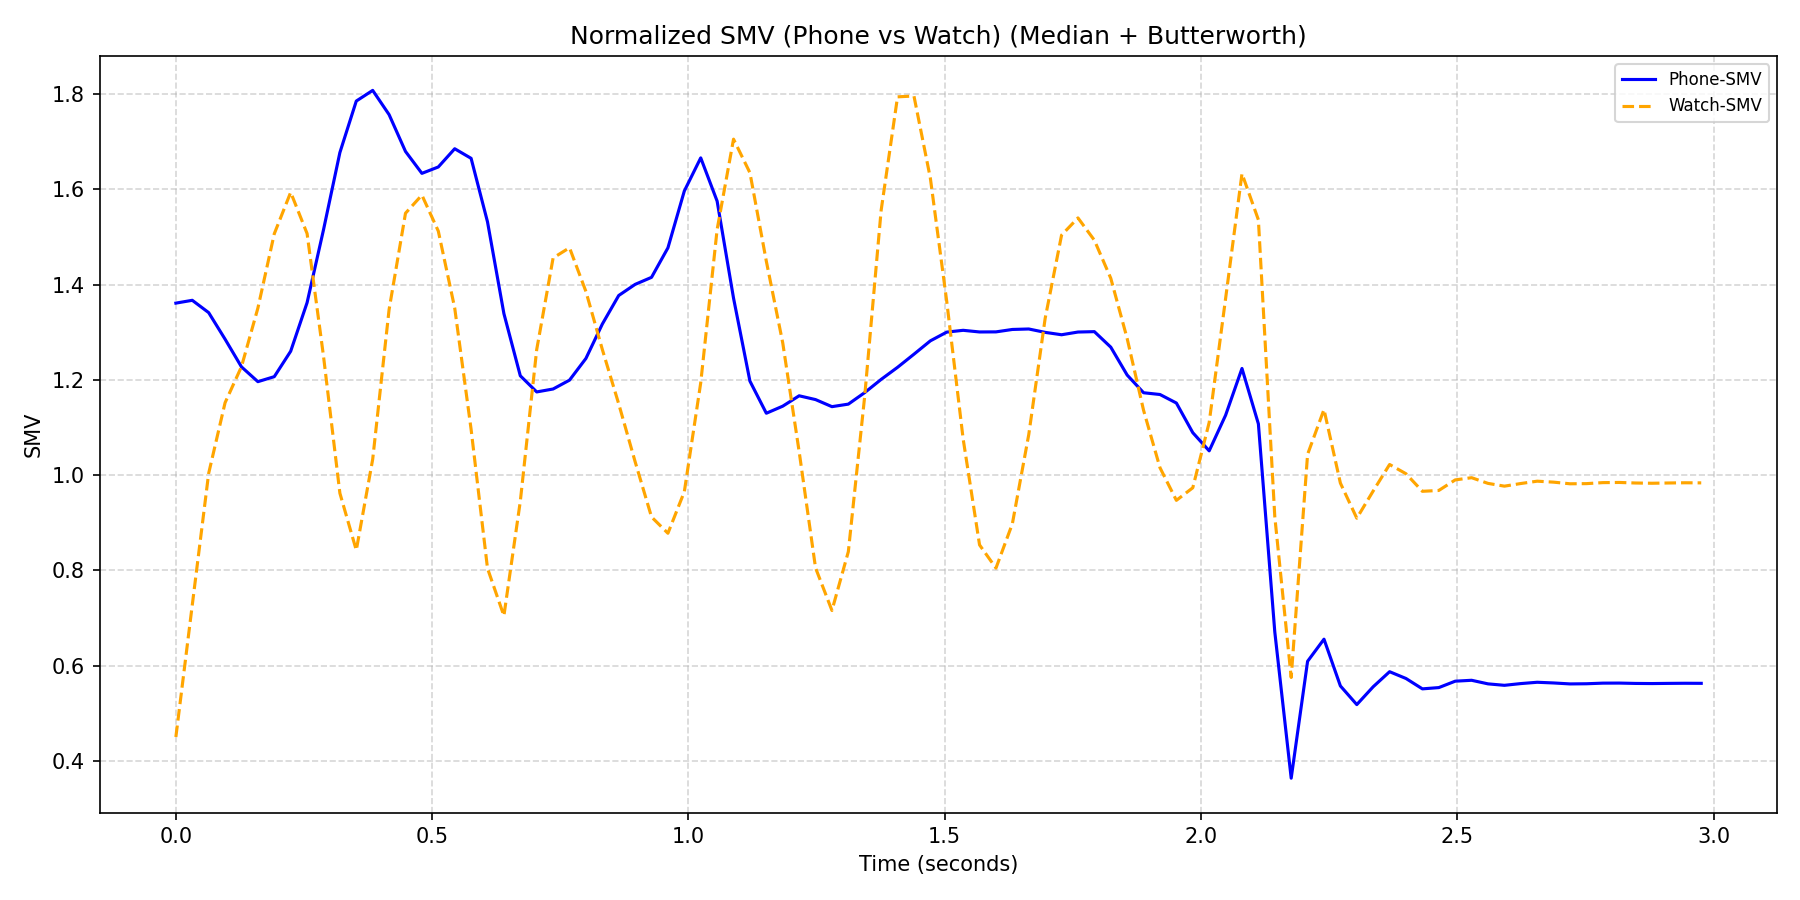 Normalized SMV (Phone vs Watch) (Median + Butterworth)
Phone-SMV
Watch-SMV
1.8
1.6
1.4
1.2
1.0
0.8
0.6
0.4
SMV
0.0 0.5 1.0 1.5 2.0 2.5 3.0
Time (seconds)